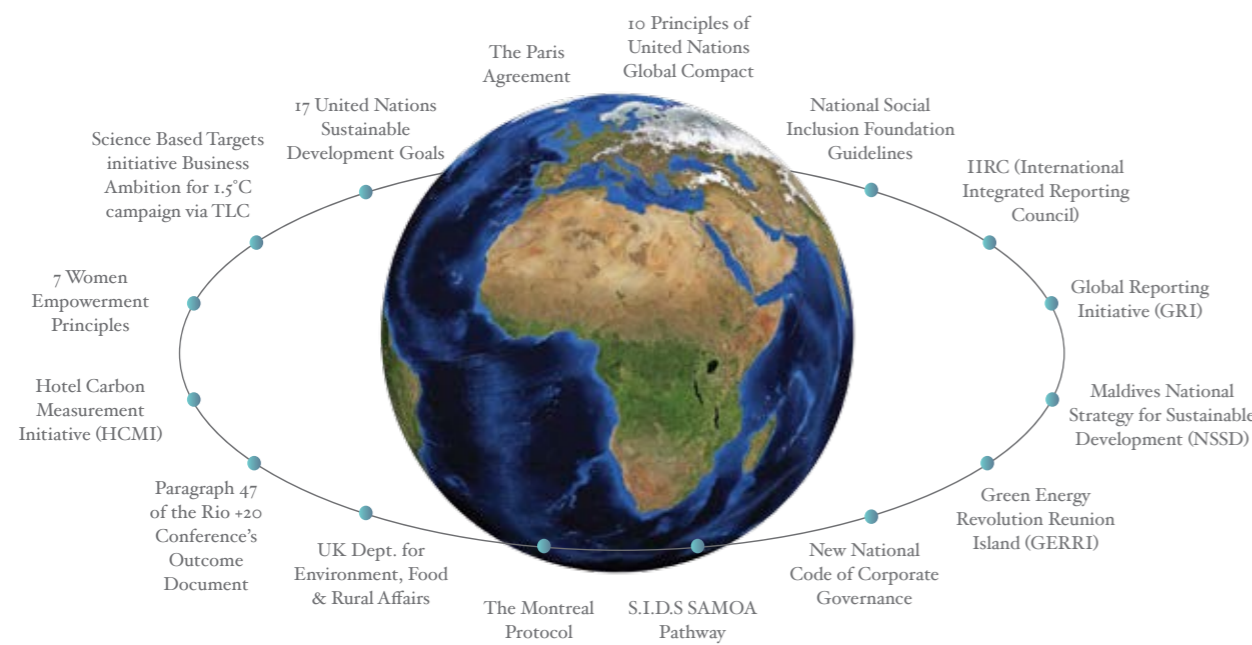 10 Principles of
United Nations
Global Compact
The Paris
Agreement
17 United Nations
Sustainable
Development Goals
National Social
Inclusion Foundation
Guidelines
Science Based Targets
initiative Business
Ambition for 1.5°C
campaign via TLC
IIRC (International
Integrated Reporting
Council)
7 Women
Empowerment
Principles
Global Reporting
Initiative (GRI)
Hotel Carbon
Measurement
Initiative (HCMI)
Maldives National
Strategy for Sustainable
Development (NSSD)
Paragraph 47
of the Rio +20
Conference's
Outcome
Document
Green Energy
Revolution Reunion
Island (GERRI)
UK Dept. for
Environment, Food
& Rural Affairs
New National
Code of Corporate
Governance
The Montreal
Protocol
S.I.D.S SAMOA
Pathway